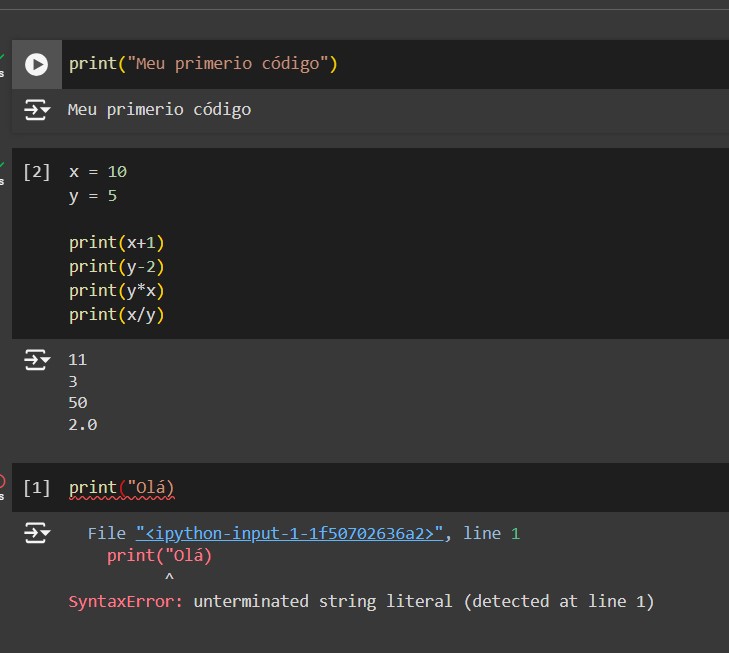 print("Meu primerio código")
Meu primerio código
[2] x = 10
y = 5
print(x+1)
print(y-2)
print(y*x)
print(x/y)
11
3
50
2.0
[1] print("Olá)
File "<ipython-input-1-1f50702636a2>", line 1
print("Olá)
^
SyntaxError: unterminated string literal (detected at line 1)